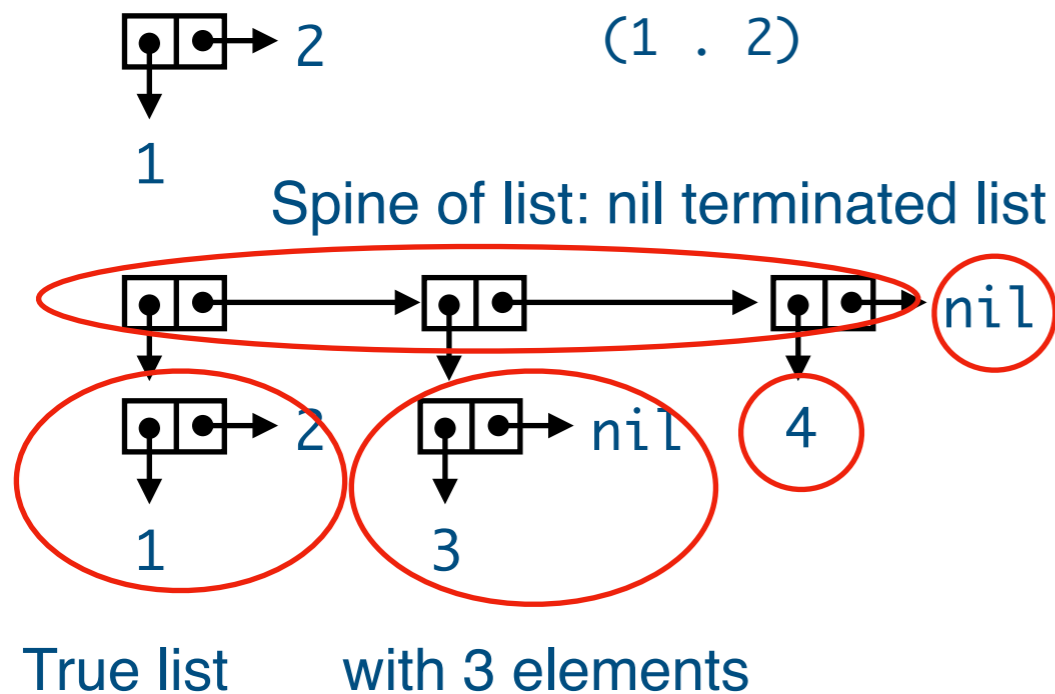 2 (1 . 2)
1
Spine of list: nil terminated list
nil
2 nil 4
1 3
True list with 3 elements